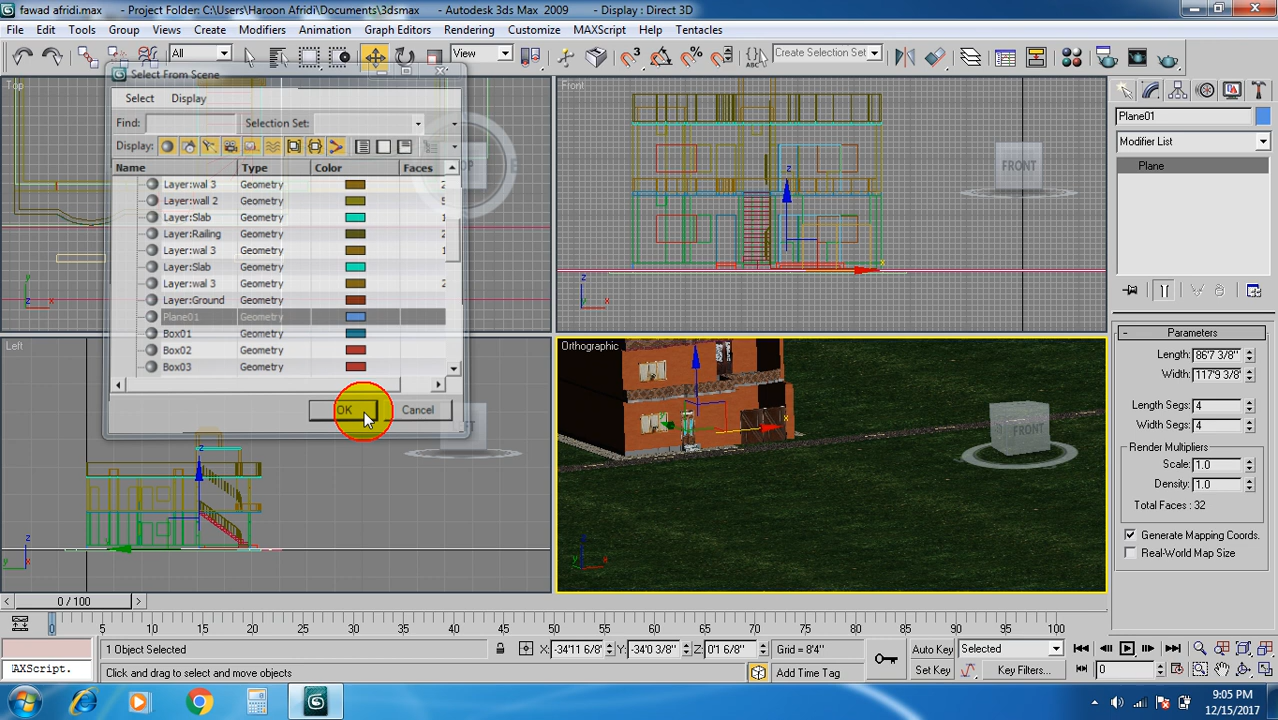 fawad afridi.max - Project Folder: C:\Users\Haroon Afridi\Documents\3dsmax - Autodesk 3ds Max 2009 - Display : Direct 3D
File Edit Tools Group Views Create Modifiers Animation Graph Editors Rendering Customize MAXScript Help Tentacles
All View Create Selection Set
Top
Select From Scene
Select Display
Find: Selection Set:
Display:
Name Type Color Faces
Layer:wal 3 Geometry
Layer:wall 2 Geometry
Layer:Slab Geometry
Layer:Railing Geometry
Layer:wal 3 Geometry
Layer:Slab Geometry
Layer:wal 3 Geometry
Layer:Ground Geometry
Plane01 Geometry
Box01 Geometry
Box02 Geometry
Box03 Geometry
OK Cancel
Front
FRONT
z
x
Left
z
y
x
Orthographic
FRONT
z
x
y
Plane01
Modifier List
Plane
Parameters
Length: 86'7 3/8"
Width: 117'9 3/8"
Length Segs: 4
Width Segs: 4
Render Multipliers
Scale: 1.0
Density: 1.0
Total Faces : 32
Generate Mapping Coords.
Real-World Map Size
0 / 100
0 5 10 15 20 25 30 35 40 45 50 55 60 65 70 75 80 85 90 95 100
1 Object Selected X: -34'11 6/8" Y: -34'0 3/8" Z: 0'1 6/8" Grid = 8'4" Auto Key Selected
AXScript. Click and drag to select and move objects Add Time Tag Set Key Key Filters... 0
9:05 PM
12/15/2017